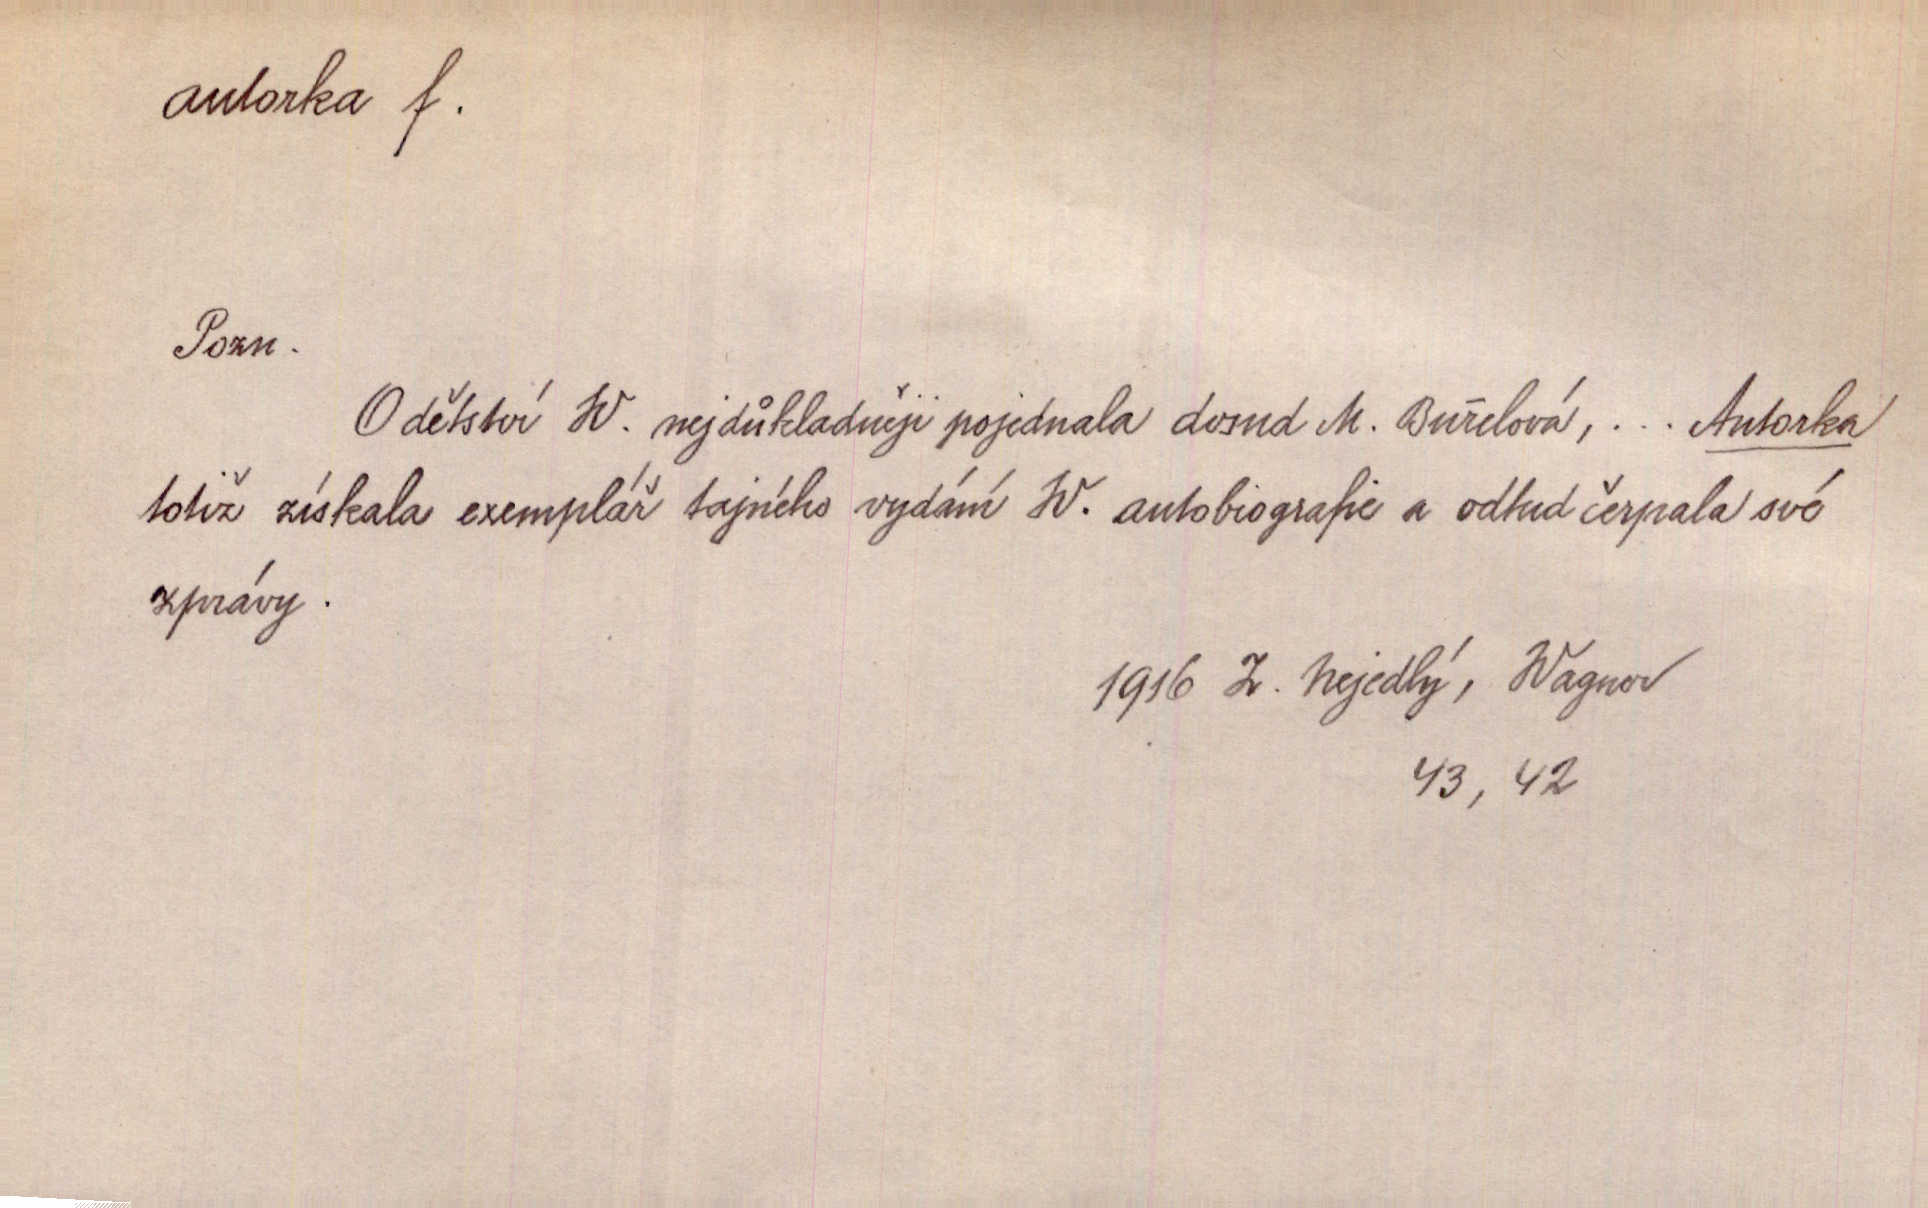 autorka f.
Pozn.
O dětství W. nejdůkladněji pojednala dosud M. Buřelová, ... Autorka
totiž získala exemplář tajného vydání W. autobiografie a odtud čerpala své
zprávy.
1916 Z. Nejedlý, Wagner
43, 42